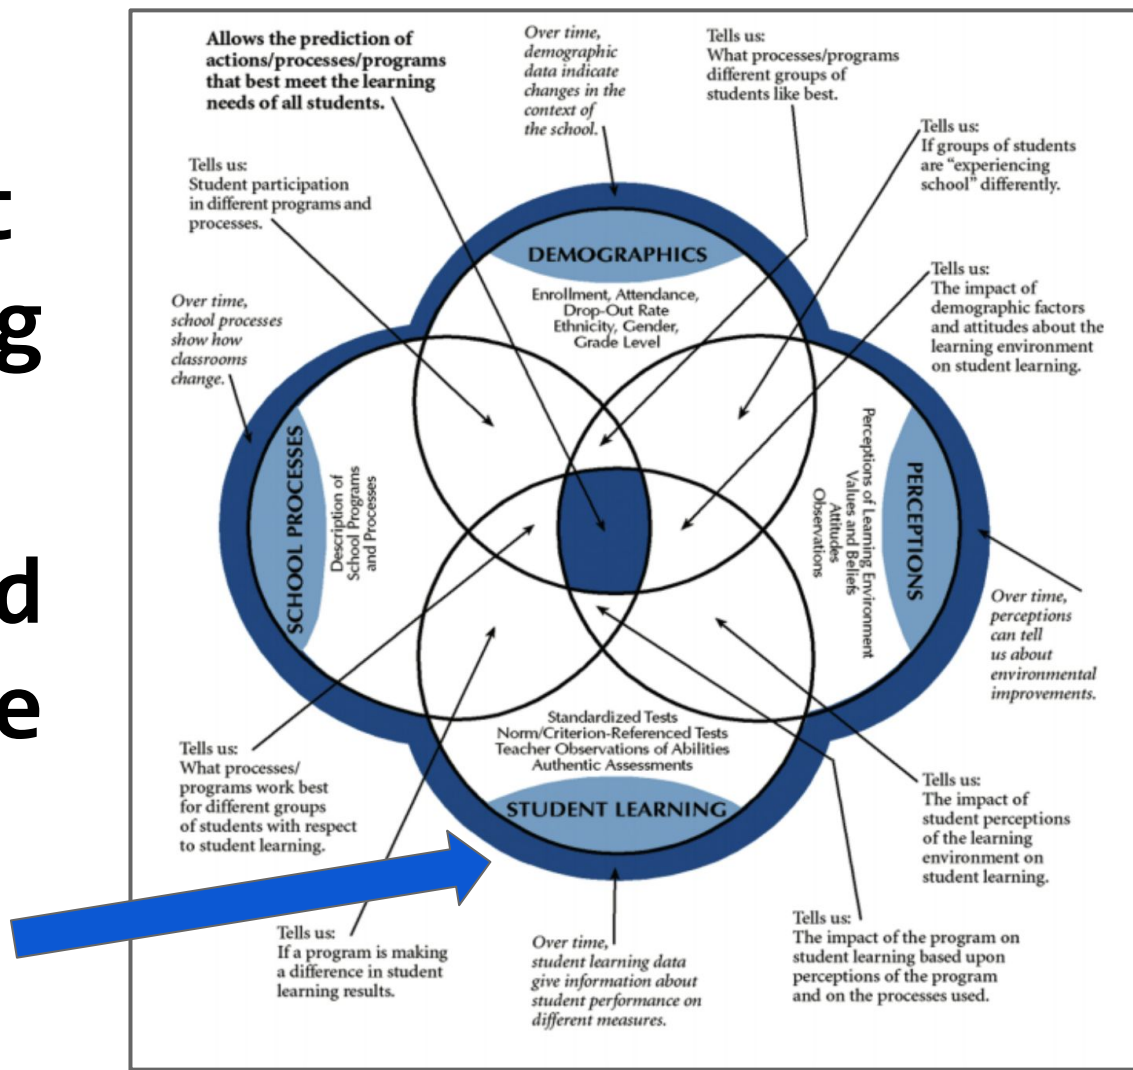 t
g
d
e
Allows the prediction of
actions/processes/programs
that best meet the learning
needs of all students.
Over time,
demographic
data indicate
changes in the
context of
the school.
Tells us:
What processes/programs
different groups of
students like best.
Tells us:
If groups of students
are “experiencing
school” differently.
Tells us:
Student participation
in different programs and
processes.
DEMOGRAPHICS
Enrollment, Attendance,
Drop-Out Rate
Ethnicity, Gender,
Grade Level
Tells us:
The impact of
demographic factors
and attitudes about the
learning environment
on student learning.
Over time,
school processes
show how
classrooms
change.
SCHOOL PROCESSES
Description of
School Programs
and Processes
PERCEPTIONS
Perceptions of Learning Environment
Values and Beliefs
Attitudes
Observations
Over time,
perceptions
can tell
us about
environmental
improvements.
Standardized Tests
Norm/Criterion-Referenced Tests
Teacher Observations of Abilities
Authentic Assessments
STUDENT LEARNING
Tells us:
What processes/
programs work best
for different groups
of students with respect
to student learning.
Tells us:
The impact of
student perceptions
of the learning
environment on
student learning.
Tells us:
If a program is making
a difference in student
learning results.
Over time,
student learning data
give information about
student performance on
different measures.
Tells us:
The impact of the program on
student learning based upon
perceptions of the program
and on the processes used.